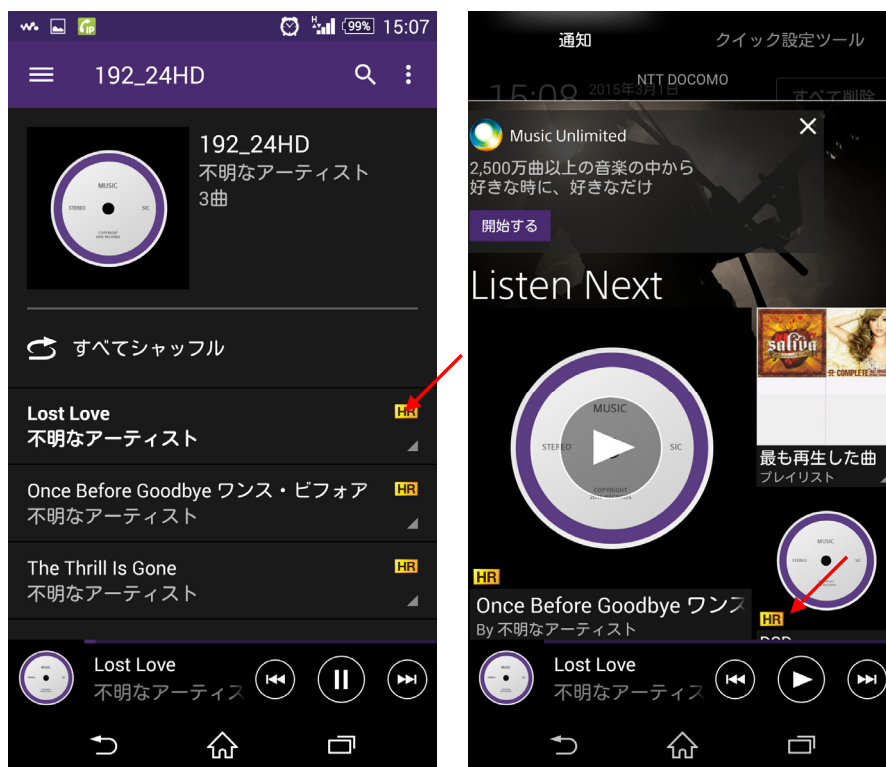 99% 15:07
192_24HD
192_24HD
不明なアーティスト
3曲
MUSIC
STEREO
SIC
COPYRIGHT
すべてシャッフル
Lost Love
HR
不明なアーティスト
Once Before Goodbye ワンス・ビフォア
HR
不明なアーティスト
The Thrill Is Gone
HR
不明なアーティスト
Lost Love
不明なアーティス
通知
クイック設定ツール
NTT DOCOMO
15:08 2015年3月1日
すべて削除
Music Unlimited
2,500万曲以上の音楽の中から
好きな時に、好きなだけ
開始する
Listen Next
saliva
COMPLETE
MUSIC
STEREO
SIC
COPYRIGHT
最も再生した曲
プレイリスト
MUSIC
HR
Once Before Goodbye ワンス
By 不明なアーティスト
HR
Lost Love
不明なアーティス